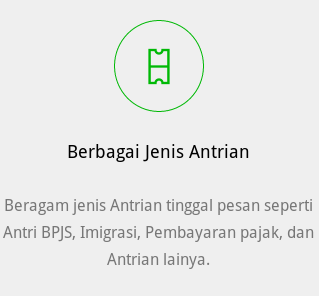 Berbagai Jenis Antrian
Beragam jenis Antrian tinggal pesan seperti
Antri BPJS, Imigrasi, Pembayaran pajak, dan
Antrian lainya.